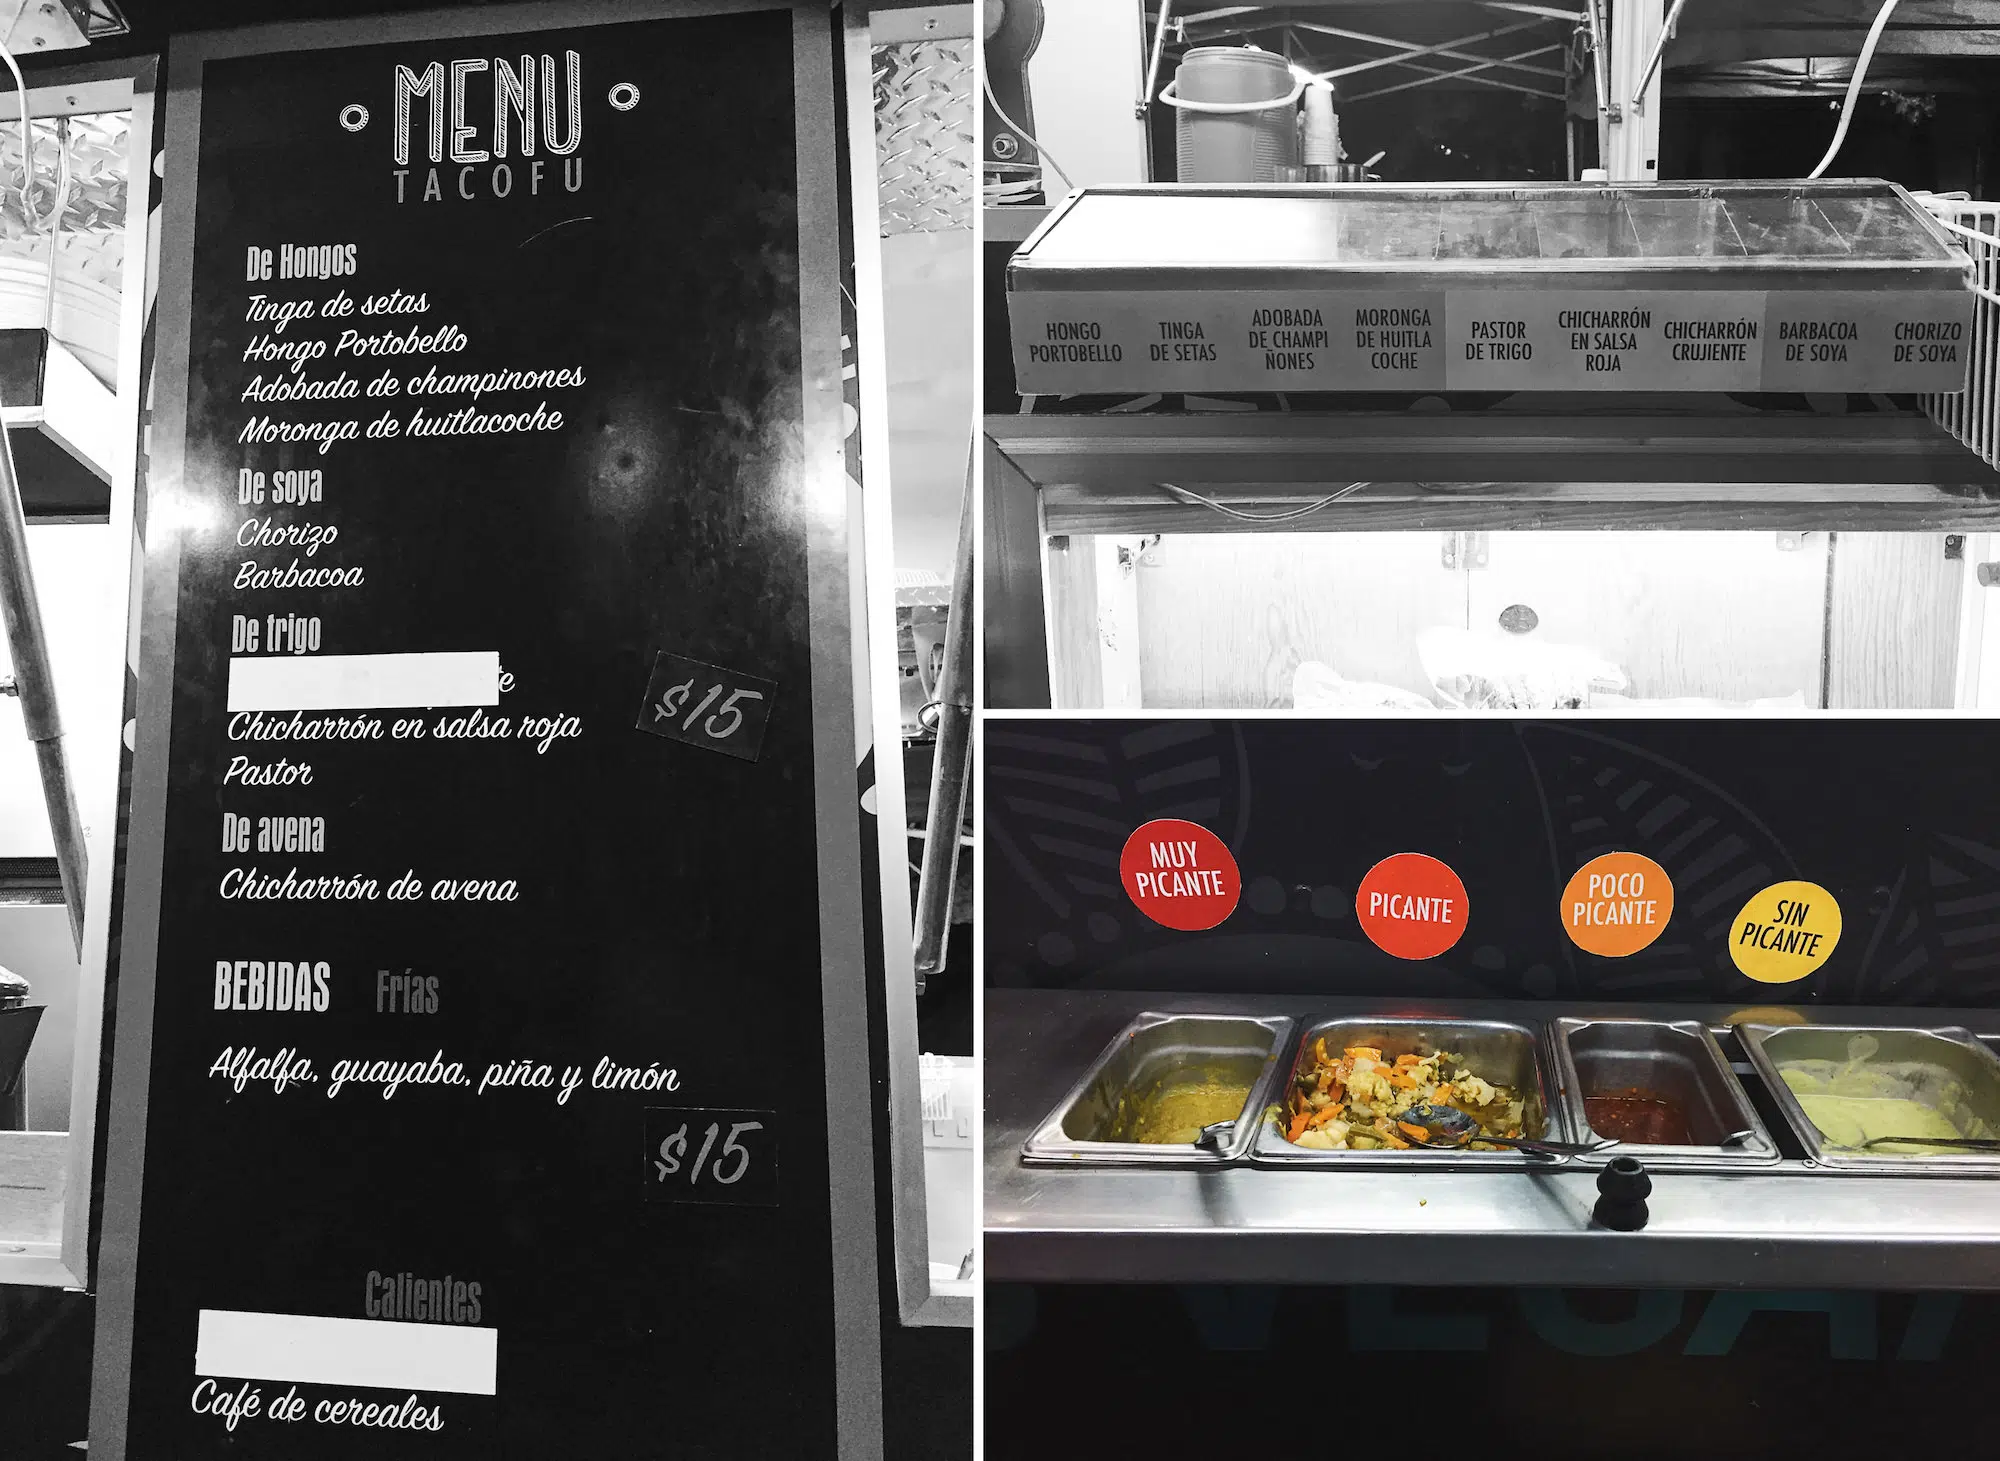 MENU
TACOFU
De Hongos
Tinga de setas
Hongo Portobello
Adobada de champinones
Moronga de huitlacoche
De soya
Chorizo
Barbacoa
De trigo
Chicharrón en salsa roja
$15
Pastor
De avena
Chicharrón de avena
BEBIDAS Frías
Alfalfa, guayaba, piña y limón
$15
Calientes
Café de cereales
HONGO
PORTOBELLO
TINGA
DE SETAS
ADOBADA
DE CHAMPI
ÑONES
MORONGA
DE HUITLA
COCHE
PASTOR
DE TRIGO
CHICHARRÓN
EN SALSA
ROJA
CHICHARRÓN
CRUJIENTE
BARBACOA
DE SOYA
CHORIZO
DE SOYA
MUY
PICANTE
PICANTE
POCO
PICANTE
SIN
PICANTE